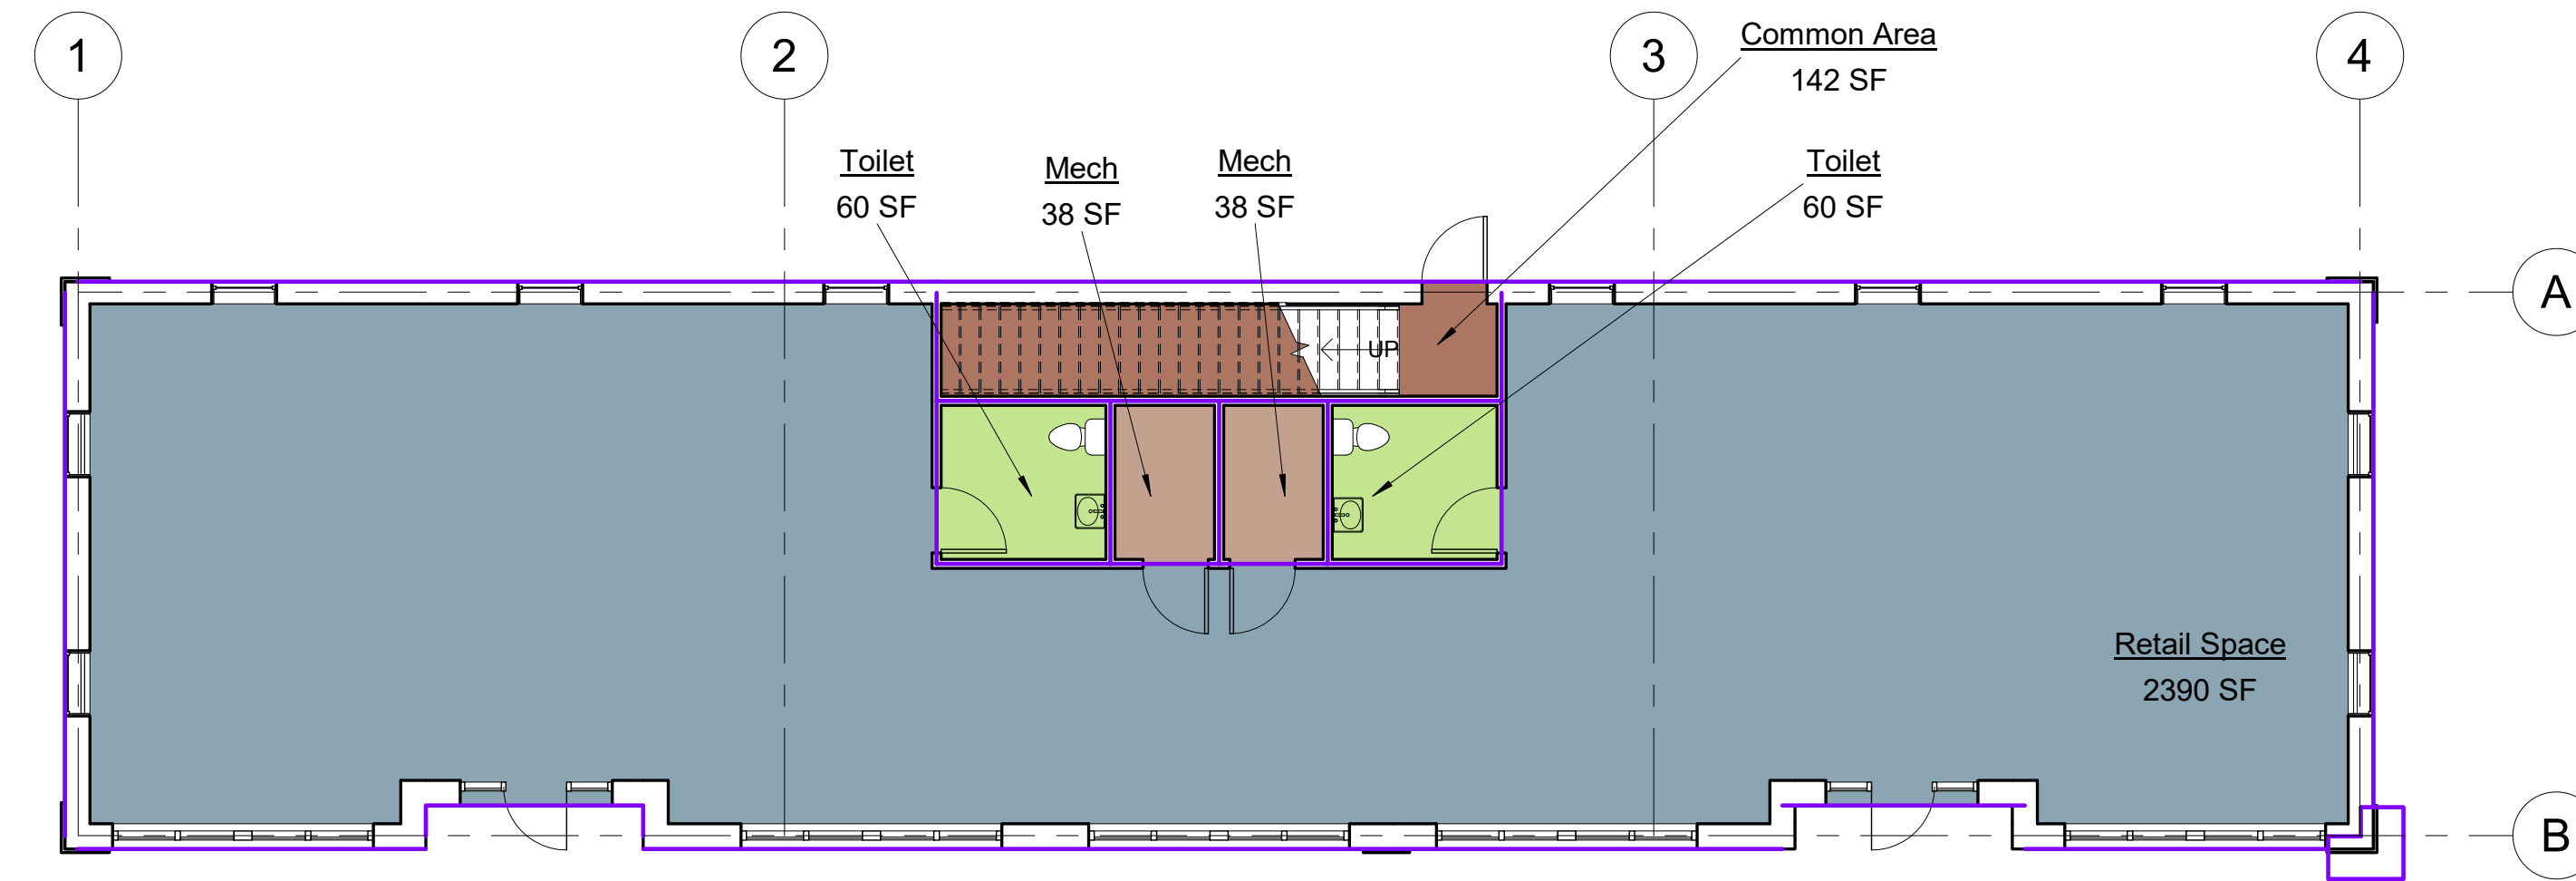 1
2
3
4
Common Area
142 SF
Toilet
60 SF
Mech
38 SF
Mech
38 SF
Toilet
60 SF
A
UP
Retail Space
2390 SF
B